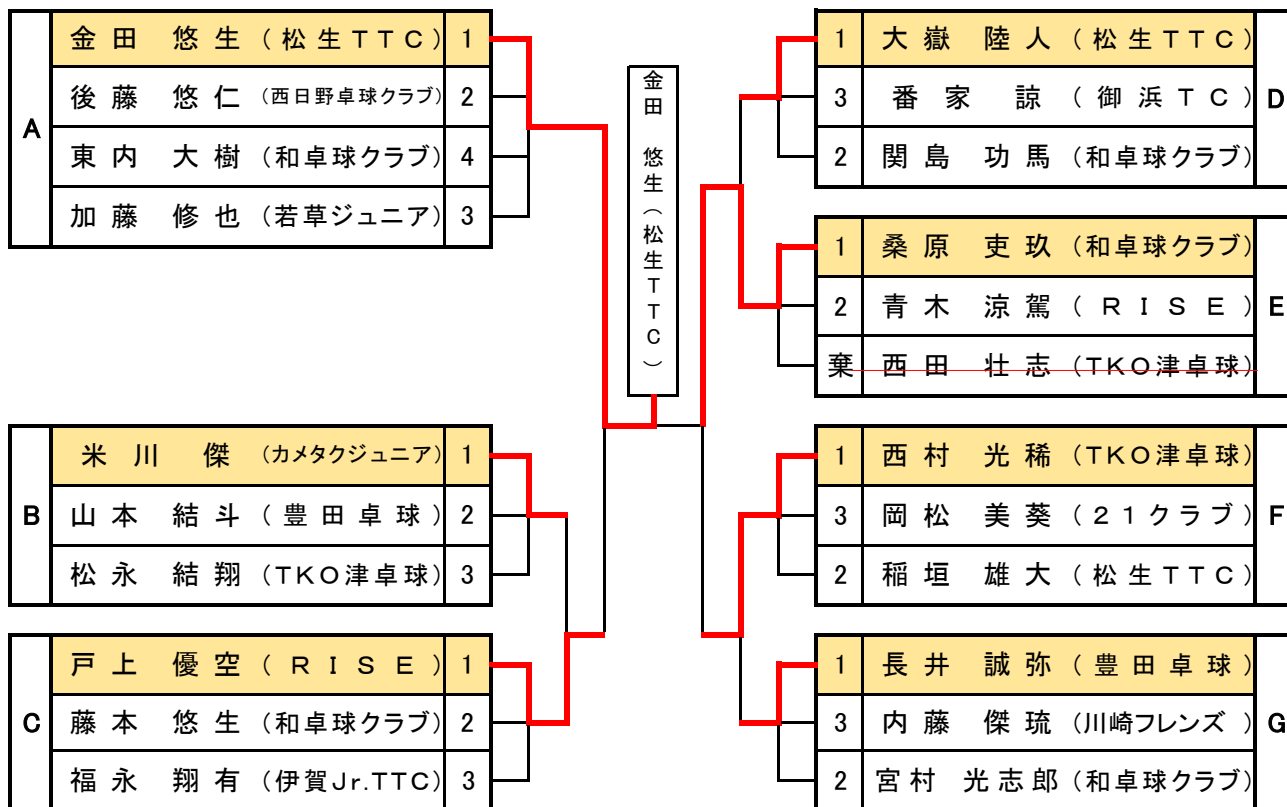 A
金田 悠生 (松生TTC) 1
後藤 悠仁 (西日野卓球クラブ) 2
東内 大樹 (和卓球クラブ) 4
加藤 修也 (若草ジュニア) 3
B
米川 傑 (カメタクジュニア) 1
山本 結斗 (豊田卓球) 2
松永 結翔 (TKO津卓球) 3
C
戸上 優空 (RISE) 1
藤本 悠生 (和卓球クラブ) 2
福永 翔有 (伊賀Jr.TTC) 3
金田 悠生(松生TTC)
1 大嶽 陸人 (松生TTC)
3 番家 諒 (御浜TC)
2 関島 功馬 (和卓球クラブ)
D
1 桑原 吏玖 (和卓球クラブ)
2 青木 涼駕 (RISE)
棄 西田 壮志 (TKO津卓球)
E
1 西村 光稀 (TKO津卓球)
3 岡松 美葵 (21クラブ)
2 稲垣 雄大 (松生TTC)
F
1 長井 誠弥 (豊田卓球)
3 内藤 傑琉 (川崎フレンズ )
2 宮村 光志郎 (和卓球クラブ)
G